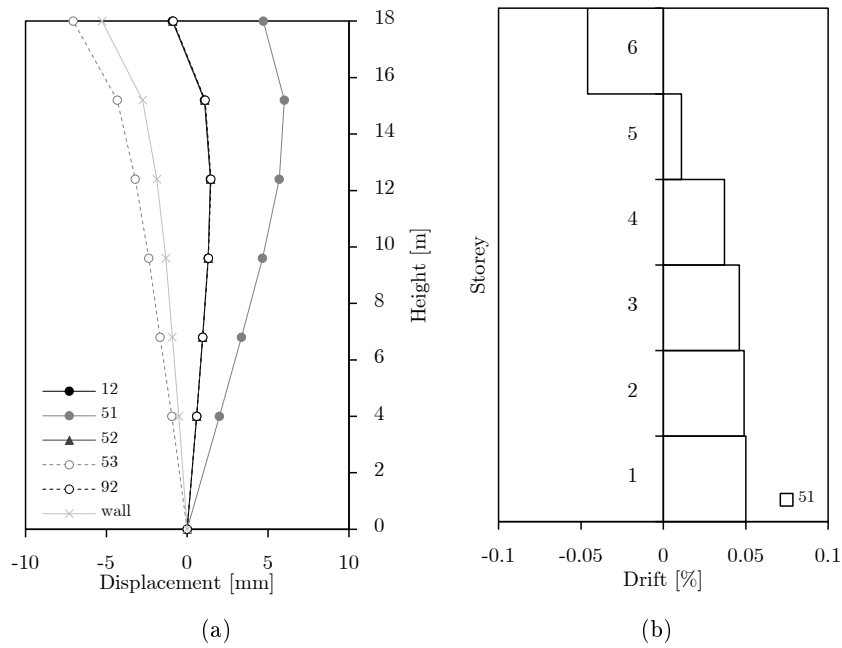 18
16
14
12
10
8
6
4
2
0
Height [m]
12
51
52
53
92
wall
-10 -5 0 5 10
Displacement [mm]
(a)
Storey
6
5
4
3
2
1
51
-0.1 -0.05 0 0.05 0.1
Drift [%]
(b)